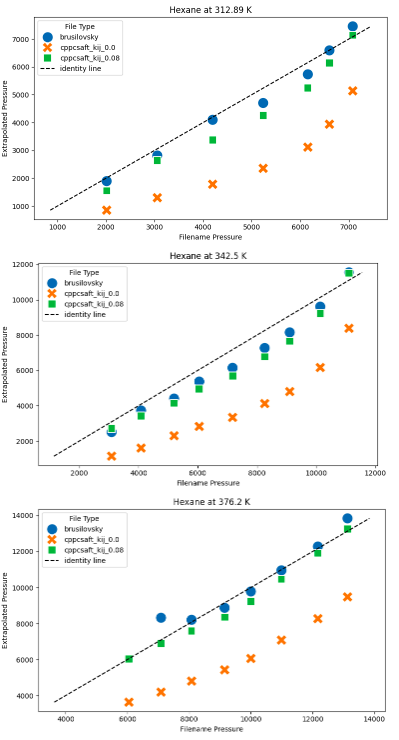 Hexane at 312.89 K
File Type
brusilovsky
cppcsaft_kij_0.0
cppcsaft_kij_0.08
identity line
Extrapolated Pressure
7000
6000
5000
4000
3000
2000
1000
1000 2000 3000 4000 5000 6000 7000
Filename Pressure
Hexane at 342.5 K
File Type
brusilovsky
cppcsaft_kij_0.0
cppcsaft_kij_0.08
identity line
Extrapolated Pressure
12000
10000
8000
6000
4000
2000
2000 4000 6000 8000 10000 12000
Filename Pressure
Hexane at 376.2 K
File Type
brusilovsky
cppcsaft_kij_0.0
cppcsaft_kij_0.08
identity line
Extrapolated Pressure
14000
12000
10000
8000
6000
4000
4000 6000 8000 10000 12000 14000
Filename Pressure